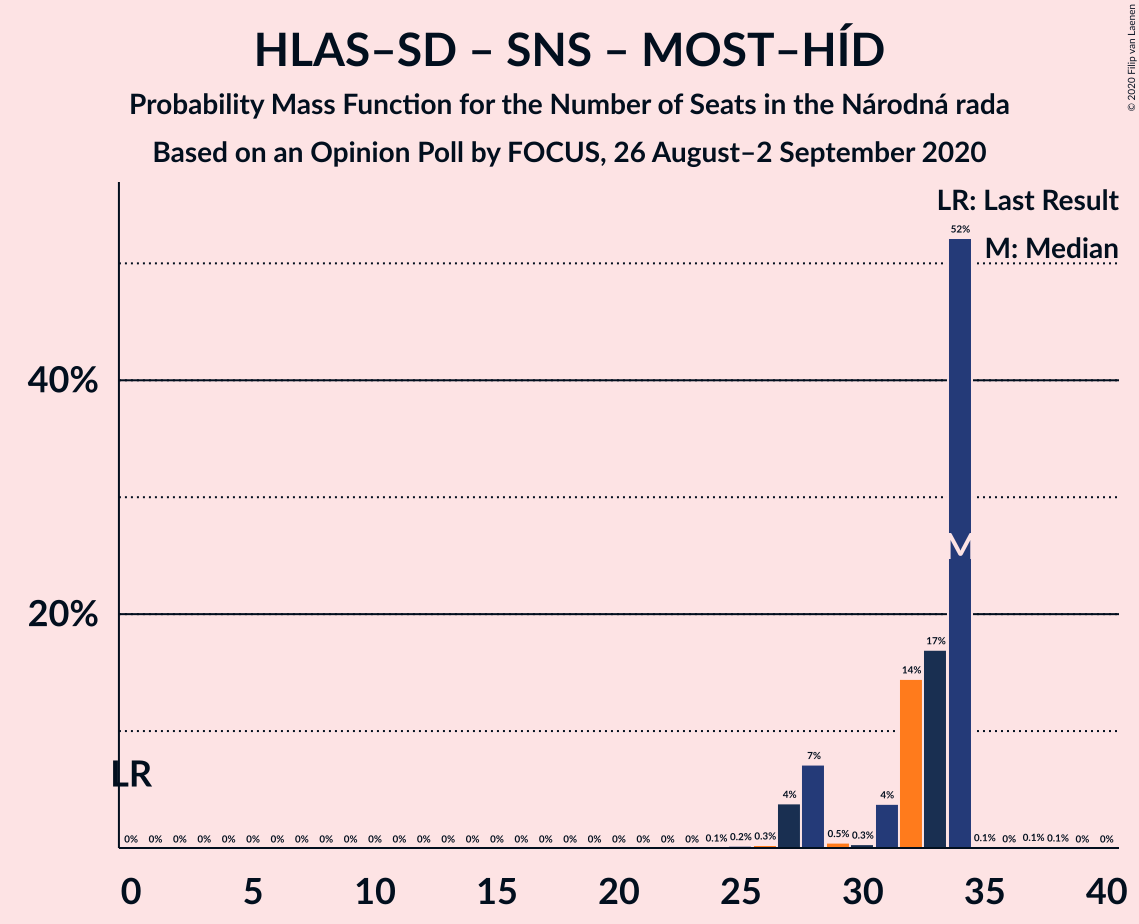 HLAS–SD – SNS – MOST–HÍD
Probability Mass Function for the Number of Seats in the Národná rada
Based on an Opinion Poll by FOCUS, 26 August–2 September 2020
© 2020 Filip van Laenen
LR: Last Result
M: Median
52%
40%
20%
17%
14%
LR
7%
4%
4%
M
0% 0% 0% 0% 0% 0% 0% 0% 0% 0% 0% 0% 0% 0% 0% 0% 0% 0% 0% 0% 0% 0% 0% 0% 0.1% 0.2% 0.3% 0.5% 0.3% 0.1% 0% 0.1% 0.1% 0% 0%
0 5 10 15 20 25 30 35 40